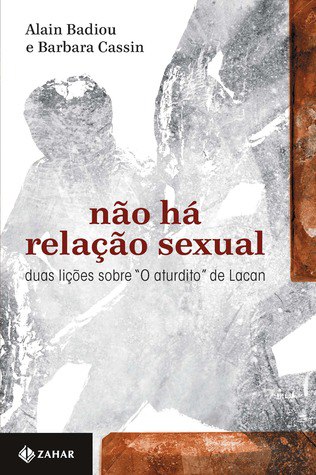 Alain Badiou
e Barbara Cassin
não há
relação sexual
duas lições sobre “O aturdito” de Lacan
ZAHAR